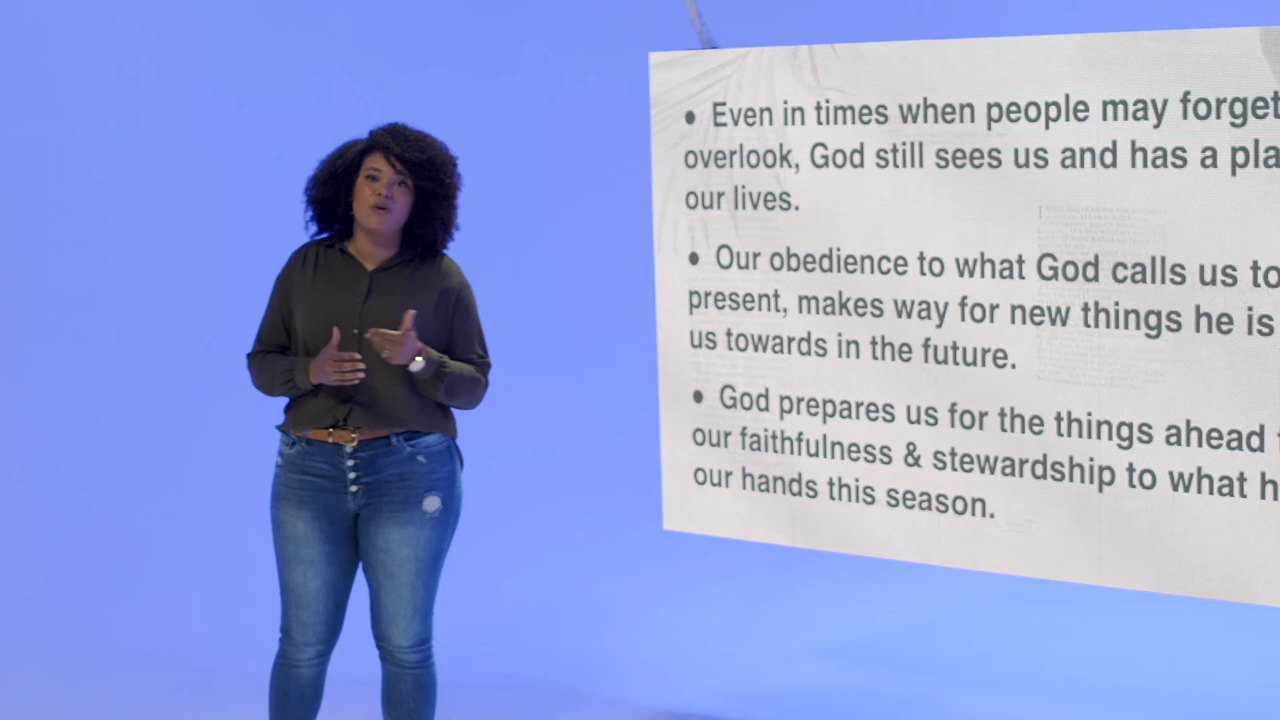 • Even in times when people may forget
overlook, God still sees us and has a pla
our lives.
• Our obedience to what God calls us to
present, makes way for new things he is
us towards in the future.
• God prepares us for the things ahead
our faithfulness & stewardship to what h
our hands this season.